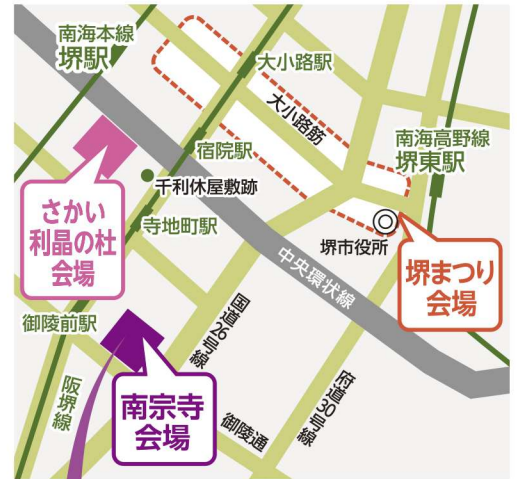 南海本線
堺駅
大小路駅
大小路筋
南海高野線
堺東駅
宿院駅
千利休屋敷跡
さかい
利晶の杜
会場
寺地町駅
堺市役所
堺まつり
会場
中央環状線
御陵前駅
国道26号線
府道30号線
阪堺線
南宗寺
会場
御陵通